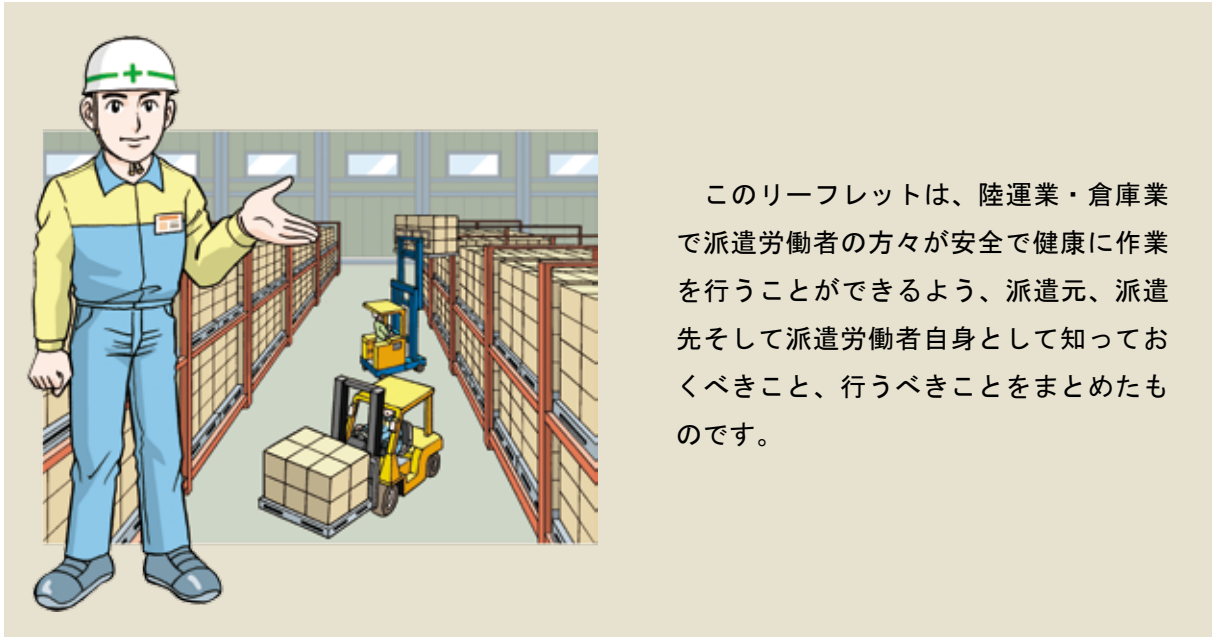 このリーフレットは、陸運業・倉庫業
で派遣労働者の方々が安全で健康に作業
を行うことができるよう、派遣元、派遣
先そして派遣労働者自身として知ってお
くべきこと、行うべきことをまとめたも
のです。